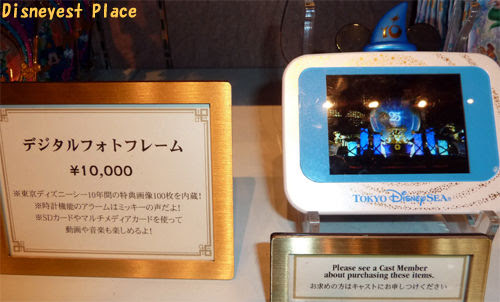 Disneyest Place
デジタルフォトフレーム
¥10,000
※東京ディズニーシー10年間の特典画像100枚を内蔵!
※時計機能のアラームはミッキーの声だよ!
※SDカードやマルチメディアカードを使って
動画や音楽も楽しめるよ!
10
25
TOKYO DISNEYSEA®
Please see a Cast Member
about purchasing these items.
お求めの方はキャストにお申しつけください